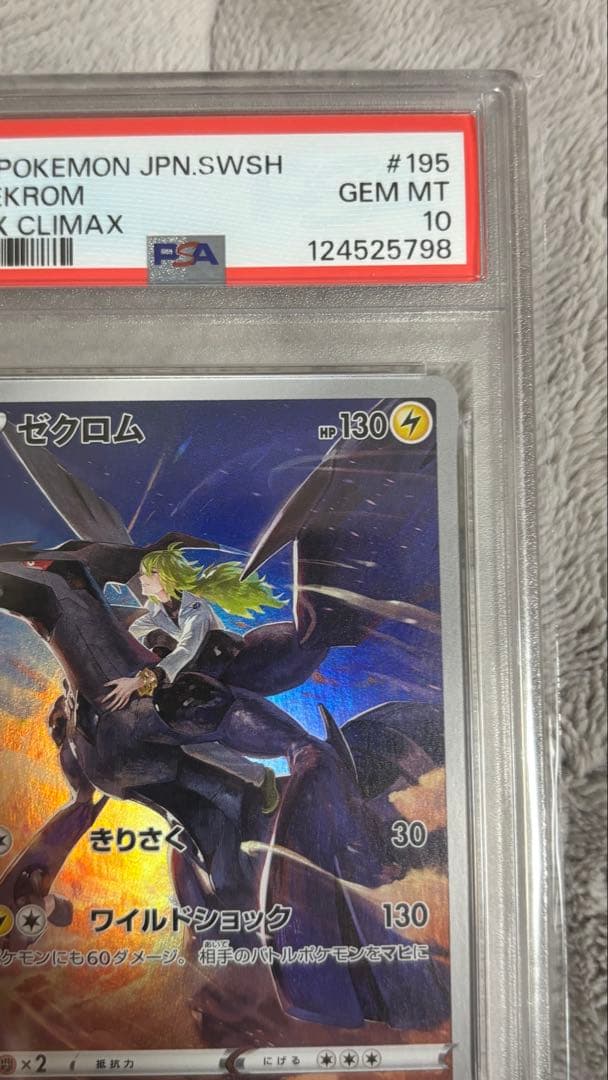 POKEMON JPN.SWSH #195
EKROM GEM MT
X CLIMAX 10
PSA 124525798
ゼクロム HP130
きりさく 30
ワイルドショック 130
ケモンにも60ダメージ。相手のバトルポケモンをマヒに
×2 抵抗力 にげる